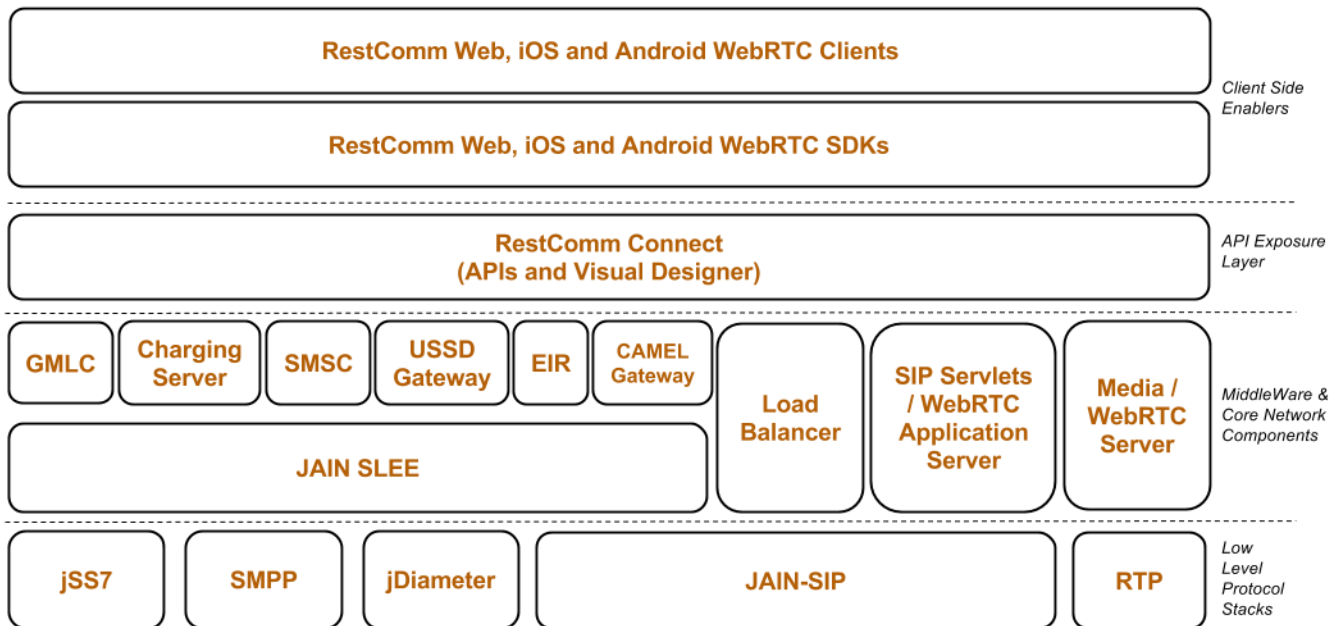 RestComm Web, iOS and Android WebRTC Clients
Client Side
Enablers
RestComm Web, iOS and Android WebRTC SDKs
RestComm Connect
(APIs and Visual Designer)
API Exposure
Layer
GMLC
Charging
Server
SMSC
USSD
Gateway
EIR
CAMEL
Gateway
Load
Balancer
SIP Servlets
/ WebRTC
Application
Server
Media /
WebRTC
Server
MiddleWare &
Core Network
Components
JAIN SLEE
jSS7
SMPP
jDiameter
JAIN-SIP
RTP
Low
Level
Protocol
Stacks